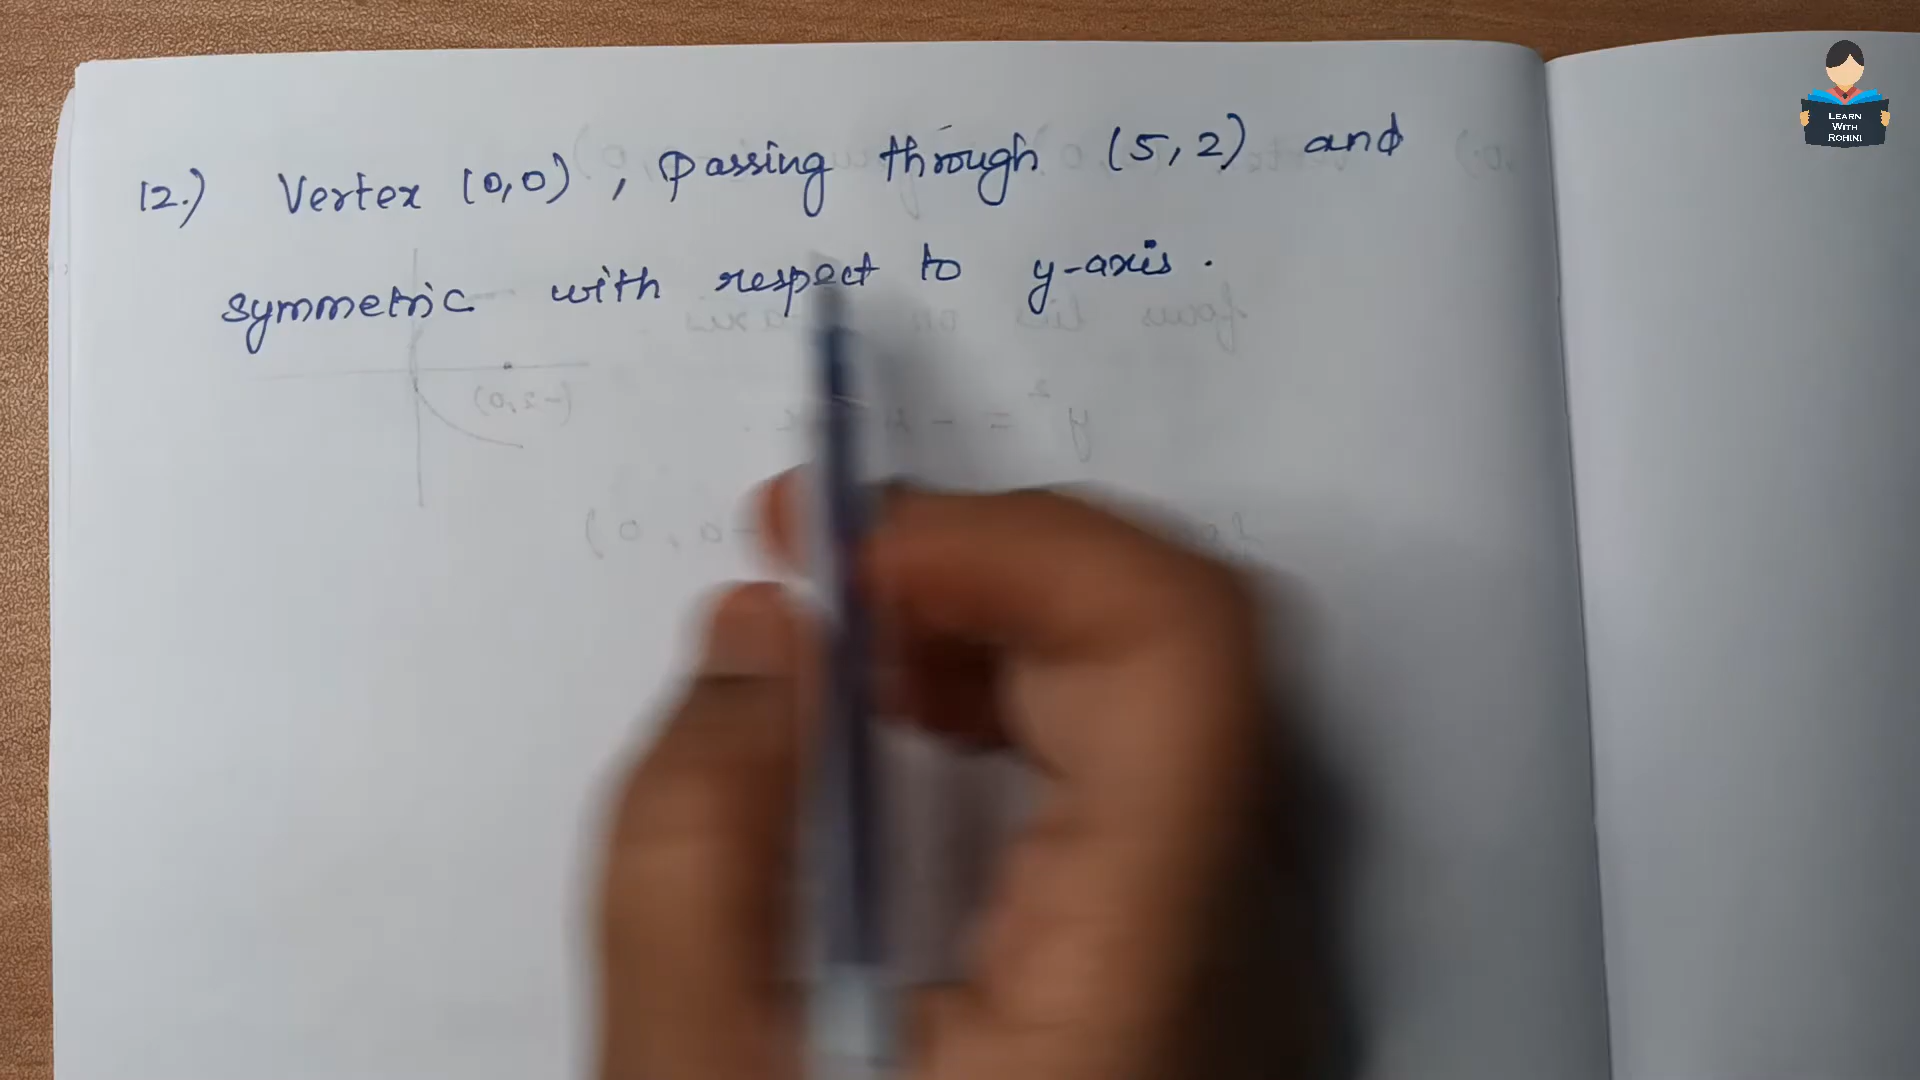 12.) Vertex (0,0), Passing through (5,2) and
symmetric with respect to y-axis.
LEARN
WITH
ROHINI